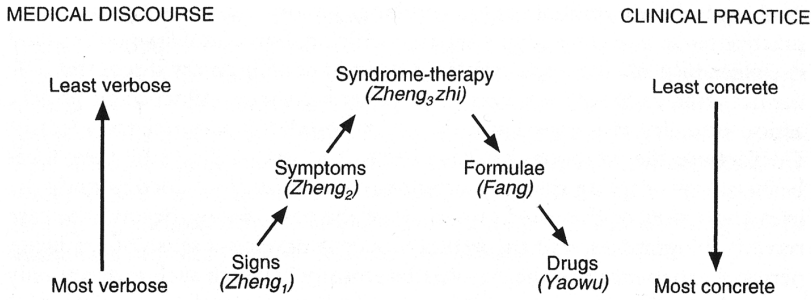 MEDICAL DISCOURSE
CLINICAL PRACTICE
Least verbose
Syndrome-therapy
(Zheng₃zhi)
Least concrete
Symptoms
(Zheng₂)
Formulae
(Fang)
Signs
(Zheng₁)
Drugs
(Yaowu)
Most verbose
Most concrete